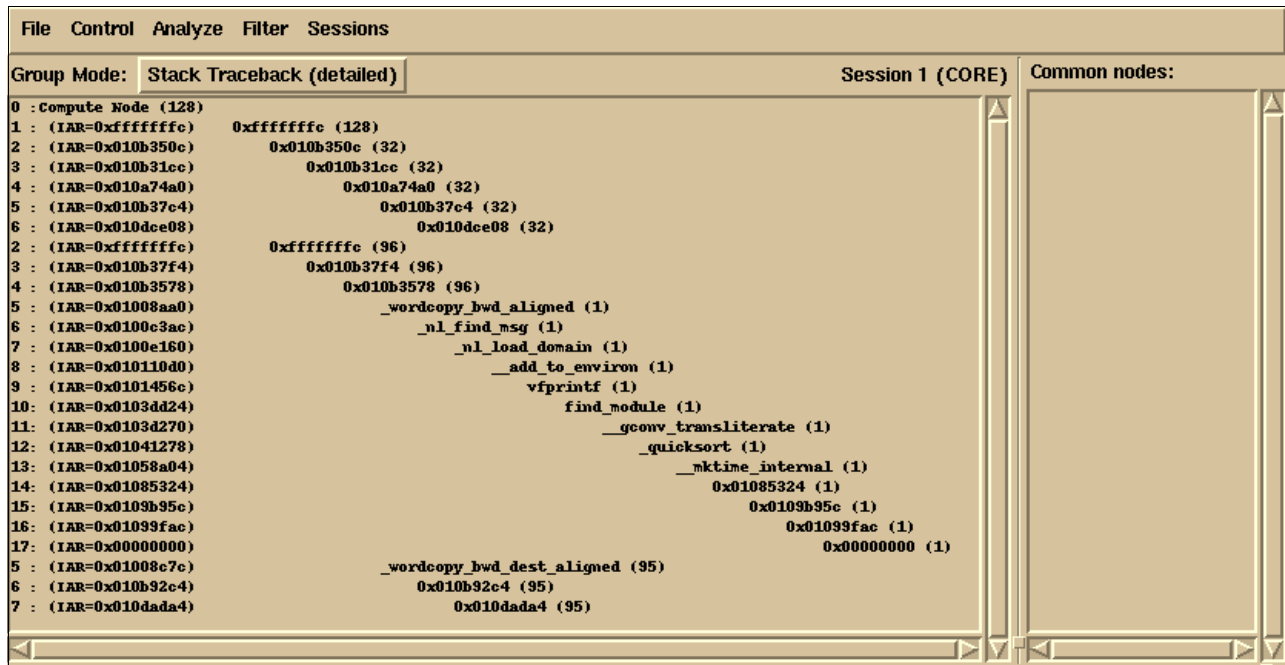 File Control Analyze Filter Sessions
Group Mode: Stack Traceback (detailed) Session 1 (CORE) Common nodes:
0 :Compute Node (128)
1 : (IAR=0xfffffffc) 0xfffffffc (128)
2 : (IAR=0x010b350c) 0x010b350c (32)
3 : (IAR=0x010b31cc) 0x010b31cc (32)
4 : (IAR=0x010a74a0) 0x010a74a0 (32)
5 : (IAR=0x010b37c4) 0x010b37c4 (32)
6 : (IAR=0x010dce08) 0x010dce08 (32)
2 : (IAR=0xfffffffc) 0xfffffffc (96)
3 : (IAR=0x010b37f4) 0x010b37f4 (96)
4 : (IAR=0x010b3578) 0x010b3578 (96)
5 : (IAR=0x01008aa0) _wordcopy_bwd_aligned (1)
6 : (IAR=0x0100c3ac) _nl_find_msg (1)
7 : (IAR=0x0100e160) _nl_load_domain (1)
8 : (IAR=0x010110d0) __add_to_environ (1)
9 : (IAR=0x0101456c) vfprintf (1)
10: (IAR=0x0103dd24) find_module (1)
11: (IAR=0x0103d270) __gconv_transliterate (1)
12: (IAR=0x01041278) _quicksort (1)
13: (IAR=0x01058a04) __mktime_internal (1)
14: (IAR=0x01085324) 0x01085324 (1)
15: (IAR=0x0109b95c) 0x0109b95c (1)
16: (IAR=0x01099fac) 0x01099fac (1)
17: (IAR=0x00000000) 0x00000000 (1)
5 : (IAR=0x01008c7c) _wordcopy_bwd_dest_aligned (95)
6 : (IAR=0x010b92c4) 0x010b92c4 (95)
7 : (IAR=0x010dada4) 0x010dada4 (95)